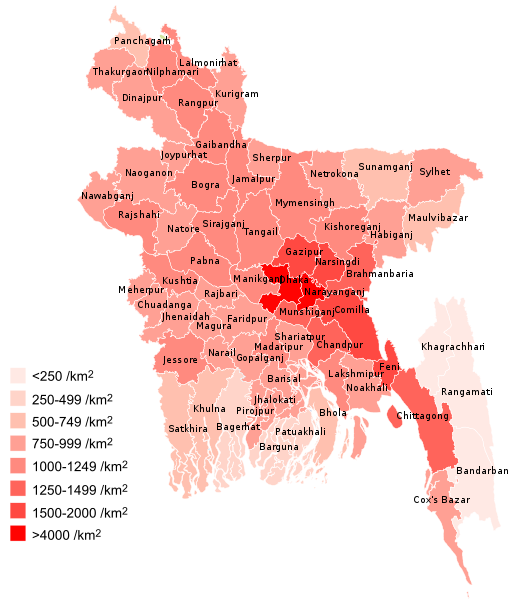 Panchagarh
Lalmonirhat
Thakurgaon
Nilphamari
Dinajpur
Rangpur
Kurigram
Gaibandha
Joypurhat
Sherpur
Sunamganj
Naoganon
Jamalpur
Netrokona
Sylhet
Bogra
Nawabganj
Mymensingh
Rajshahi
Maulvibazar
Natore
Sirajganj
Tangail
Kishoreganj
Habiganj
Gazipur
Pabna
Narsingdi
Brahmanbaria
Kushtia
Manikganj
Dhaka
Meherpur
Rajbari
Narayanganj
Chuadanga
Munshiganj
Comilla
Jhenaidah
Faridpur
Magura
Shariatpur
Madaripur
Chandpur
Narail
Gopalganj
Khagrachhari
Jessore
Feni
Lakshmipur
Barisal
Noakhali
Rangamati
Jhalokati
Khulna
Pirojpur
Bhola
Chittagong
Satkhira
Bagerhat
Patuakhali
Barguna
Bandarban
Cox's Bazar
<250 /km2
250-499 /km2
500-749 /km2
750-999 /km2
1000-1249 /km2
1250-1499 /km2
1500-2000 /km2
>4000 /km2